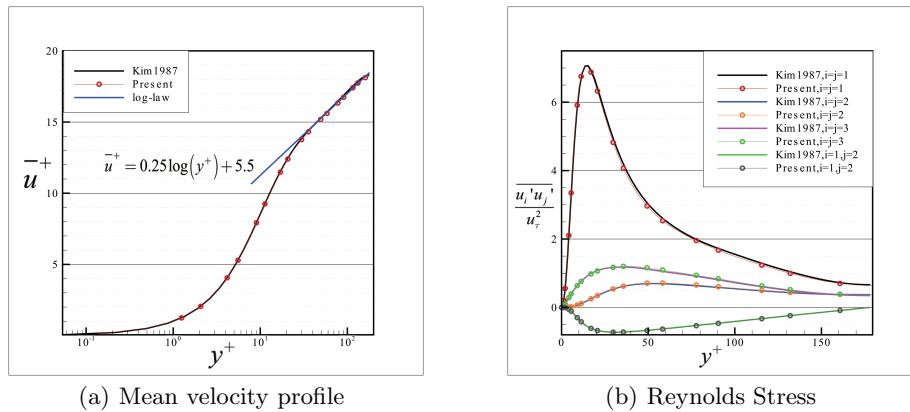 20
15
10
5
10⁻¹
10⁰
10¹
10²
u̅⁺
y⁺
Kim1987
Present
log-law
u̅⁺ = 0.25log(y⁺)+5.5
(a) Mean velocity profile
6
4
2
0
0
50
100
150
u_i'u_j'
u_τ²
y⁺
Kim1987,i=j=1
Present,i=j=1
Kim1987,i=j=2
Present,i=j=2
Kim1987,i=j=3
Present,i=j=3
Kim1987,i=1,j=2
Present,i=1,j=2
(b) Reynolds Stress